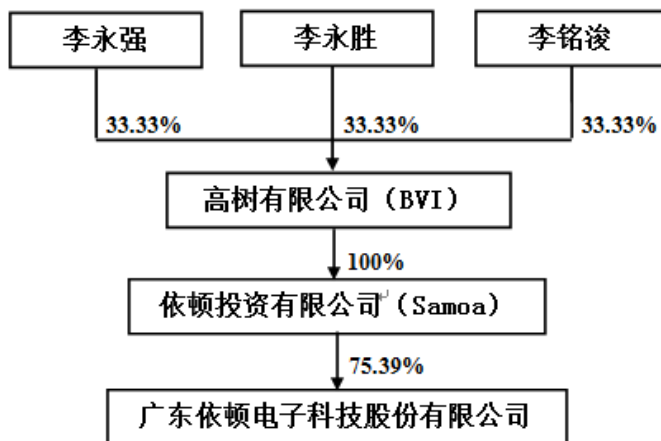 李永强
李永胜
李铭浚
33.33%
33.33%
33.33%
高树有限公司（BVI）
100%
依顿投资有限公司（Samoa）
75.39%
广东依顿电子科技股份有限公司